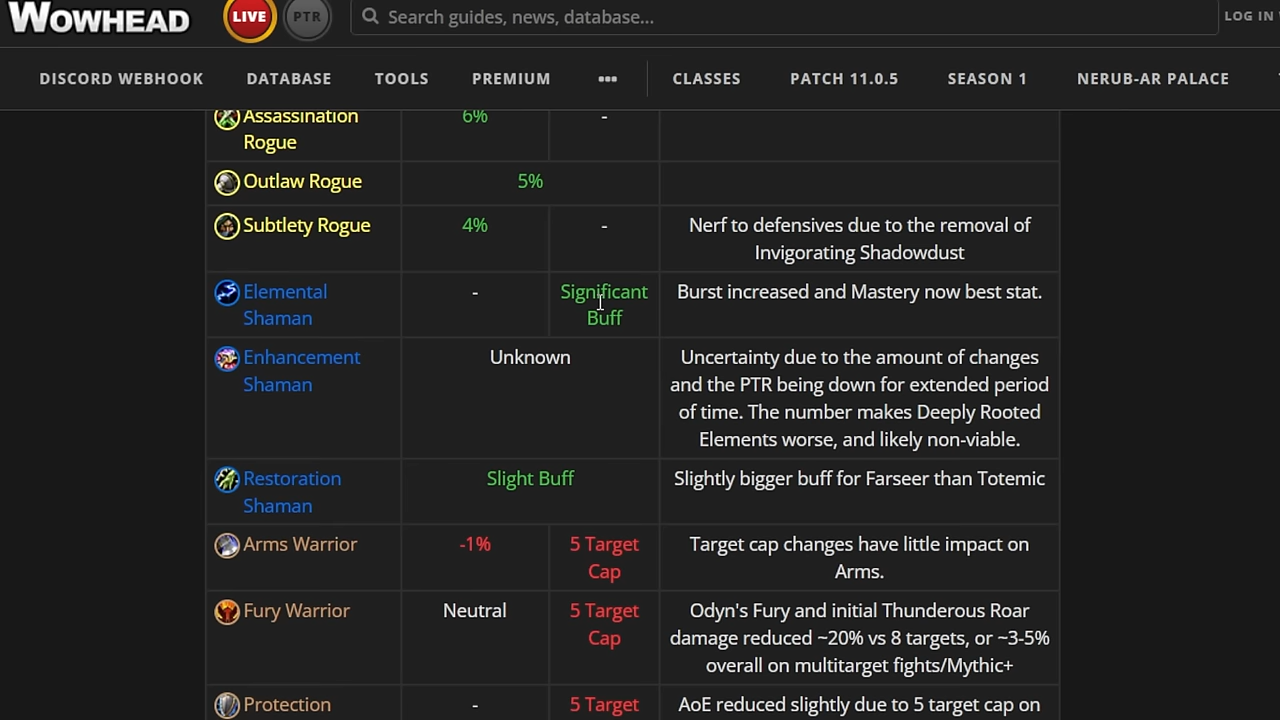 WOWHEAD
LIVE
PTR
Search guides, news, database...
LOG IN
DISCORD WEBHOOK
DATABASE
TOOLS
PREMIUM
•••
CLASSES
PATCH 11.0.5
SEASON 1
NERUB-AR PALACE
Assassination
Rogue
6%
-
Outlaw Rogue
5%
Subtlety Rogue
4%
-
Nerf to defensives due to the removal of
Invigorating Shadowdust
Elemental
Shaman
-
Significant
Buff
Burst increased and Mastery now best stat.
Enhancement
Shaman
Unknown
Uncertainty due to the amount of changes
and the PTR being down for extended period
of time. The number makes Deeply Rooted
Elements worse, and likely non-viable.
Restoration
Shaman
Slight Buff
Slightly bigger buff for Farseer than Totemic
Arms Warrior
-1%
5 Target
Cap
Target cap changes have little impact on
Arms.
Fury Warrior
Neutral
5 Target
Cap
Odyn's Fury and initial Thunderous Roar
damage reduced ~20% vs 8 targets, or ~3-5%
overall on multitarget fights/Mythic+
Protection
-
5 Target
AoE reduced slightly due to 5 target cap on